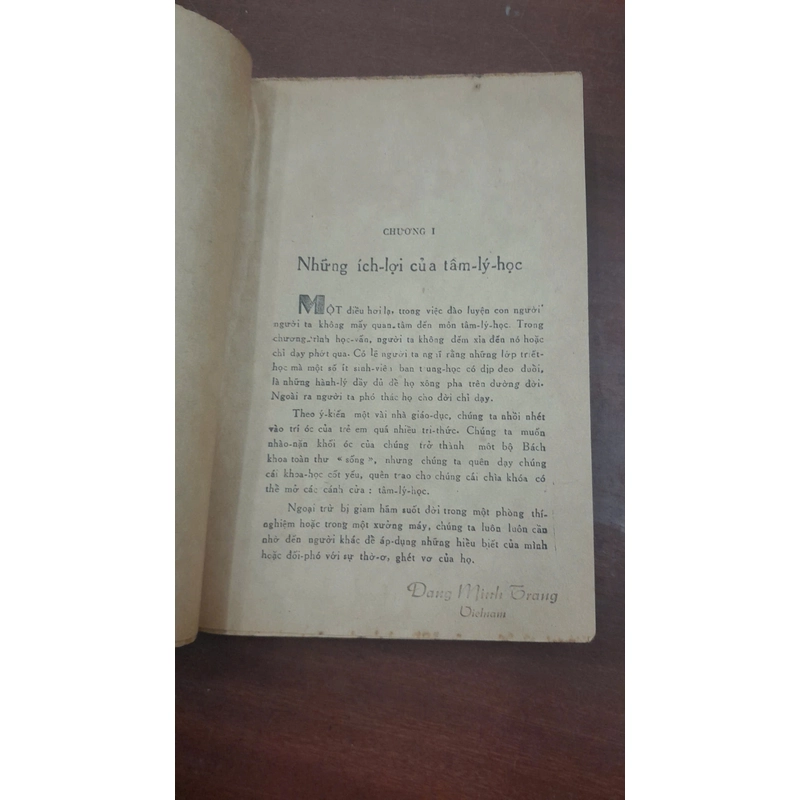 CHƯƠNG I
Những ích-lợi của tâm-lý-học
MỘT điều hơi lạ, trong việc đào luyện con người
người ta không mấy quan-tâm đến môn tâm-lý-học. Trong
chương-trình học-vấn, người ta không đếm xỉa đến nó hoặc
chỉ dạy phớt qua. Có lẽ người ta nghĩ rằng những lớp triết-
học mà một số ít sinh-viên ban trung-học có dịp đeo đuổi,
là những hành-lý đầy đủ để họ xông pha trên đường đời.
Ngoài ra người ta phó thác họ cho đời chỉ dạy.
Theo ý-kiến một vài nhà giáo-dục, chúng ta nhồi nhét
vào trí óc của trẻ em quá nhiều tri-thức. Chúng ta muốn
nhào-nặn khối óc của chúng trở thành một bộ Bách
khoa toàn thư “ sống ”, nhưng chúng ta quên dạy chúng
cái khoa-học cốt yếu, quên trao cho chúng cái chìa khóa có
thể mở các cánh cửa : tâm-lý-học.
Ngoại trừ bị giam hãm suốt đời trong một phòng thí-
nghiệm hoặc trong một xưởng máy, chúng ta luôn luôn cần
nhớ đến người khác để áp-dụng những hiểu biết của mình
hoặc đối-phó với sự thờ-ơ, ghét vơ của họ.
Dang Minh Trang
Vietnam